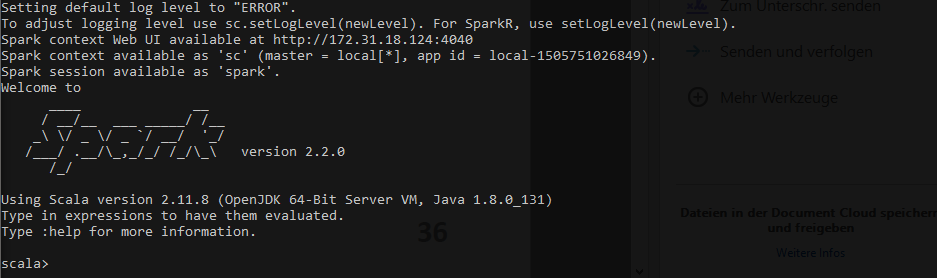 Setting default log level to "ERROR".
To adjust logging level use sc.setLogLevel(newLevel). For SparkR, use setLogLevel(newLevel).
Spark context Web UI available at http://172.31.18.124:4040
Spark context available as 'sc' (master = local[*], app id = local-1505751026849).
Spark session available as 'spark'.
Welcome to
      ____              __
     / __/__  ___ _____/ /__
    _\ \/ _ \/ _ `/ __/  '_/
   /___/ .__/\_,_/_/ /_/\_\   version 2.2.0
      /_/
Using Scala version 2.11.8 (OpenJDK 64-Bit Server VM, Java 1.8.0_131)
Type in expressions to have them evaluated.
Type :help for more information.
scala>
36
Zum Unterschr. senden
Senden und verfolgen
Mehr Werkzeuge
Dateien in der Document Cloud speichern
und freigeben
Weitere Infos